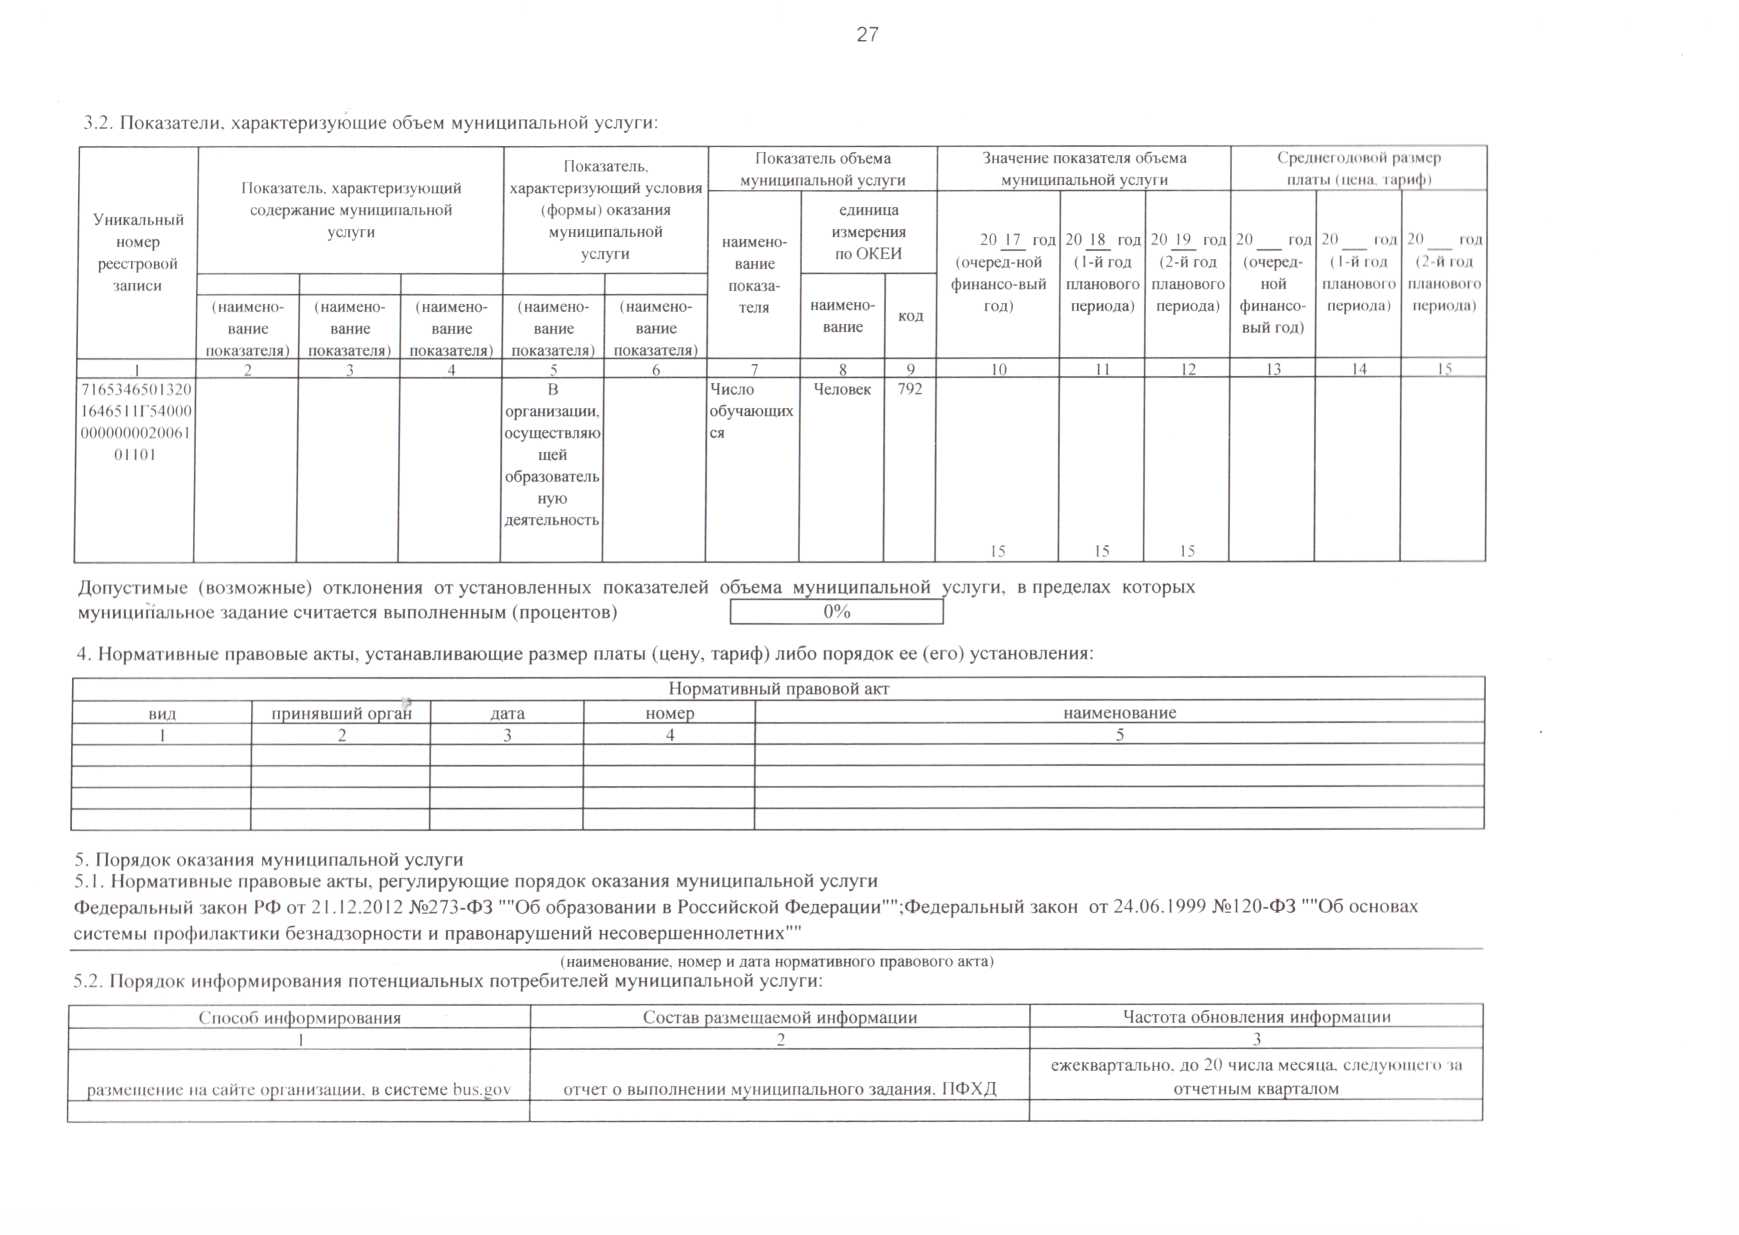 27
3.2. Показатели, характеризующие объем муниципальной услуги:
Уникальный
номер
реестровой
записи
Показатель, характеризующий
содержание муниципальной
услуги
Показатель,
характеризующий условия
(формы) оказания
муниципальной
услуги
Показатель объема
муниципальной услуги
Значение показателя объема
муниципальной услуги
Среднегодовой размер
платы (цена, тариф)
наимено-
вание
показа-
теля
единица
измерения
по ОКЕИ
20 17 год
(очеред-ной
финансо-вый
год)
20 18 год
(1-й год
планового
периода)
20 19 год
(2-й год
планового
периода)
20 ___ год
(очеред-
ной
финансо-
вый год)
20 ___ год
(1-й год
планового
периода)
20 ___ год
(2-й год
планового
периода)
(наимено-
вание
показателя)
(наимено-
вание
показателя)
(наимено-
вание
показателя)
(наимено-
вание
показателя)
(наимено-
вание
показателя)
наимено-
вание
код
1 2 3 4 5 6 7 8 9 10 11 12 13 14 15
7165346501320
1646511Г54000
0000000020061
01101
В
организации,
осуществляю
щей
образователь
ную
деятельность
Число
обучающих
ся
Человек
792
15 15 15
Допустимые (возможные) отклонения от установленных показателей объема муниципальной услуги, в пределах которых
муниципальное задание считается выполненным (процентов) 0%
4. Нормативные правовые акты, устанавливающие размер платы (цену, тариф) либо порядок ее (его) установления:
Нормативный правовой акт
вид принявший орган дата номер наименование
1 2 3 4 5
5. Порядок оказания муниципальной услуги
5.1. Нормативные правовые акты, регулирующие порядок оказания муниципальной услуги
Федеральный закон РФ от 21.12.2012 №273-ФЗ ""Об образовании в Российской Федерации"";Федеральный закон от 24.06.1999 №120-ФЗ ""Об основах
системы профилактики безнадзорности и правонарушений несовершеннолетних""
(наименование, номер и дата нормативного правового акта)
5.2. Порядок информирования потенциальных потребителей муниципальной услуги:
Способ информирования Состав размещаемой информации Частота обновления информации
1 2 3
размещение на сайте организации, в системе bus.gov
отчет о выполнении муниципального задания, ПФХД
ежеквартально, до 20 числа месяца, следующего за
отчетным кварталом